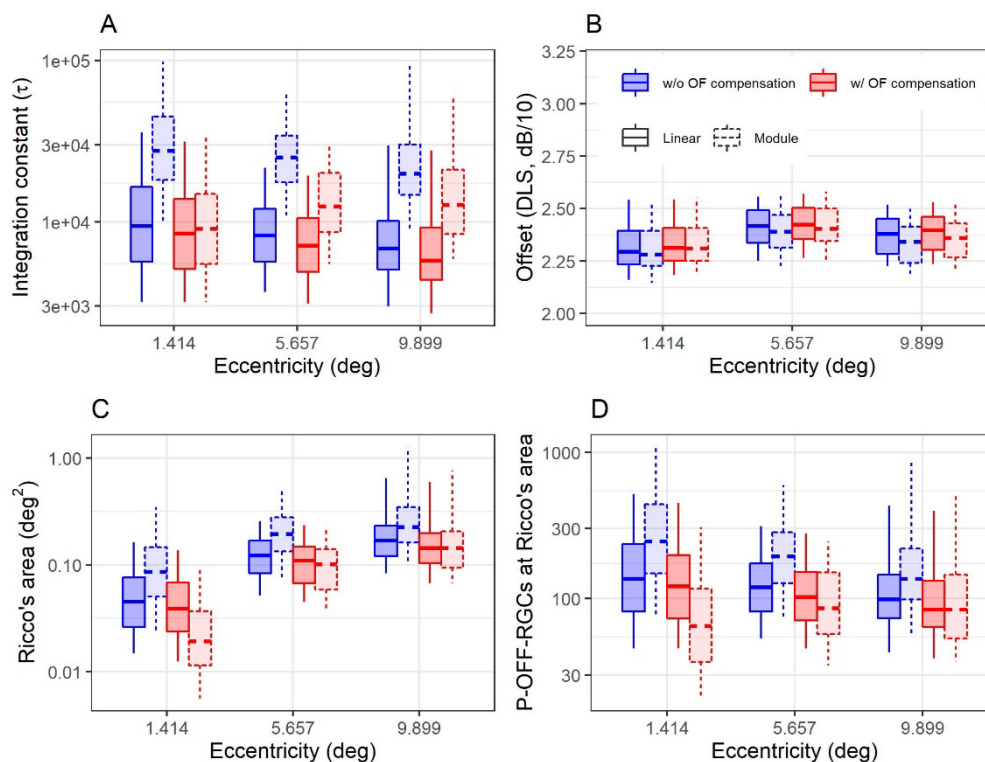 A
Integration constant (τ)
1e+05
3e+04
1e+04
3e+03
1.414 5.657 9.899
Eccentricity (deg)
B
Offset (DLS, dB/10)
3.25
3.00
2.75
2.50
2.25
2.00
w/o OF compensation w/ OF compensation
Linear Module
1.414 5.657 9.899
Eccentricity (deg)
C
Ricco's area (deg²)
1.00
0.10
0.01
1.414 5.657 9.899
Eccentricity (deg)
D
P-OFF-RGCs at Ricco's area
1000
300
100
30
1.414 5.657 9.899
Eccentricity (deg)